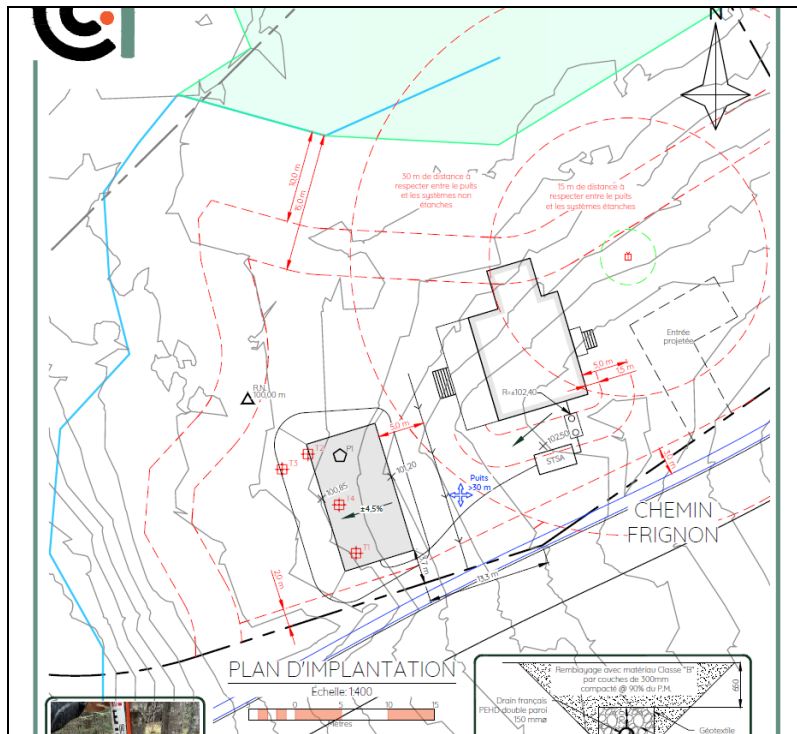 N
30 m de distance à
respecter entre le puits
et les systèmes non
étanches
15 m de distance à
respecter entre le puits
et les systèmes étanches
10,0 m
15,0 m
Entrée
projetée
R.N.
100,00 m
5,0 m
1,5 m
R=±102,40
5,0 m
102,50
STSA
T2
P1
T3
101,20
100,85
T4
±4,5%
Puits
>30 m
CHEMIN
FRIGNON
T1
13,3 m
2,0 m
PLAN D'IMPLANTATION
Échelle: 1:400
5
0
5
10
15
Mètres
Remblayage avec matériau Classe "B"
par couches de 300mm
compacté @ 90% du P.M.
650
Drain français
PEHD double paroi
150 mmø
Géotextile